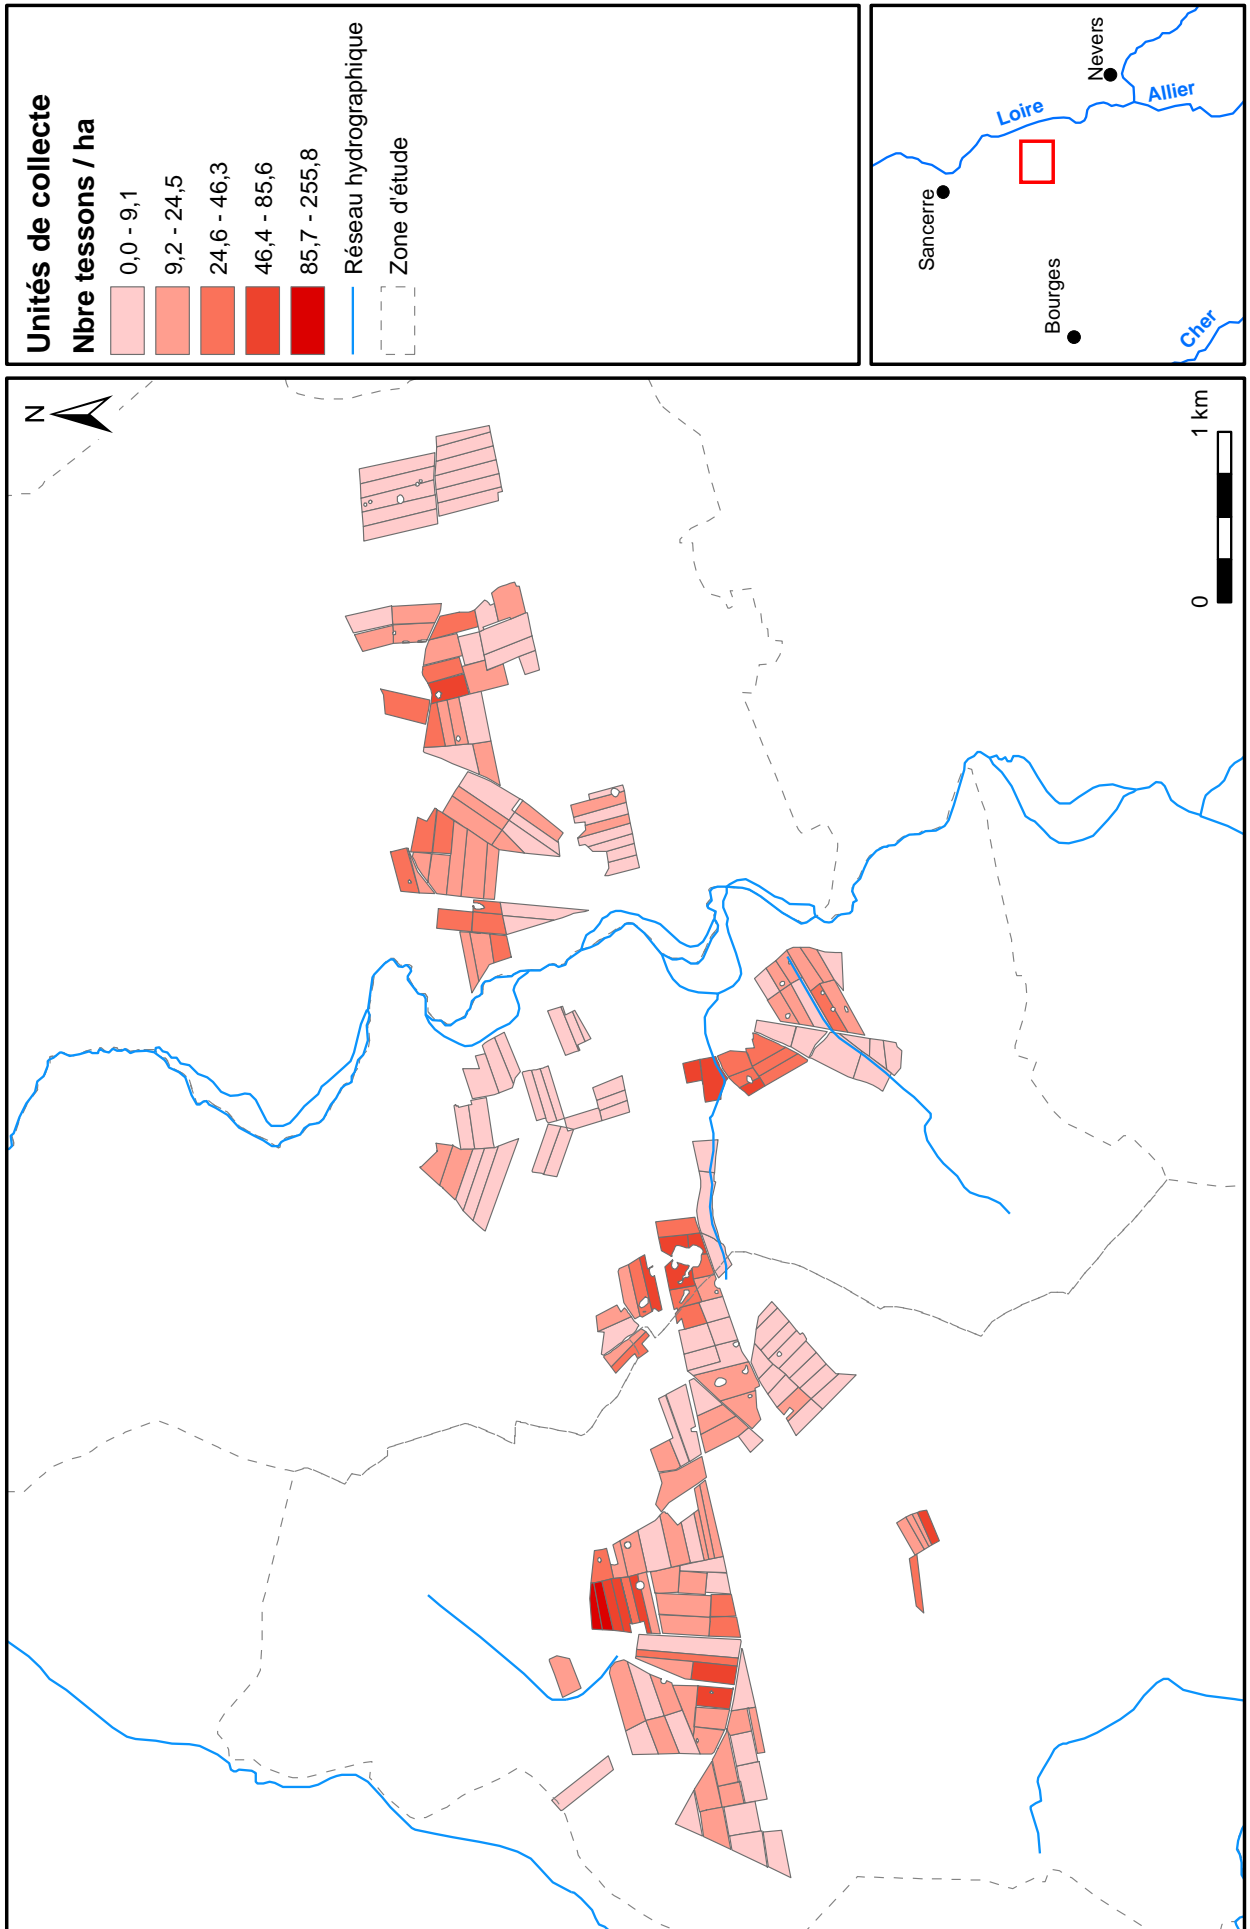 Unités de collecte
Nbre tessons / ha
0,0 - 9,1
9,2 - 24,5
24,6 - 46,3
46,4 - 85,6
85,7 - 255,8
Réseau hydrographique
Zone d'étude
Sancerre
Bourges
Nevers
Loire
Allier
Cher
N
0
1 km